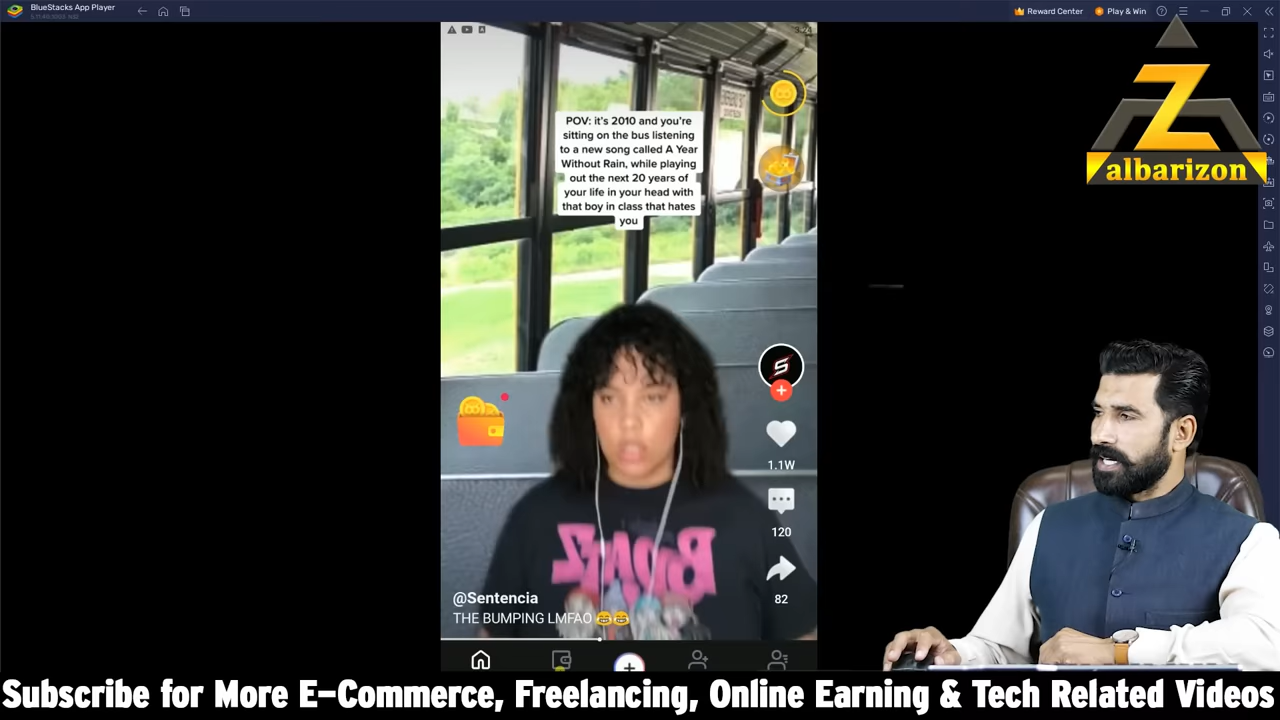 BlueStacks App Player
Reward Center
Play & Win
Z
albarizon
POV: it's 2010 and you're
sitting on the bus listening
to a new song called A Year
Without Rain, while playing
out the next 20 years of
your life in your head with
that boy in class that hates
you
S
1.1W
120
82
@Sentencia
THE BUMPING LMFAO 😂😂
Subscribe for More E-Commerce, Freelancing, Online Earning & Tech Related Videos